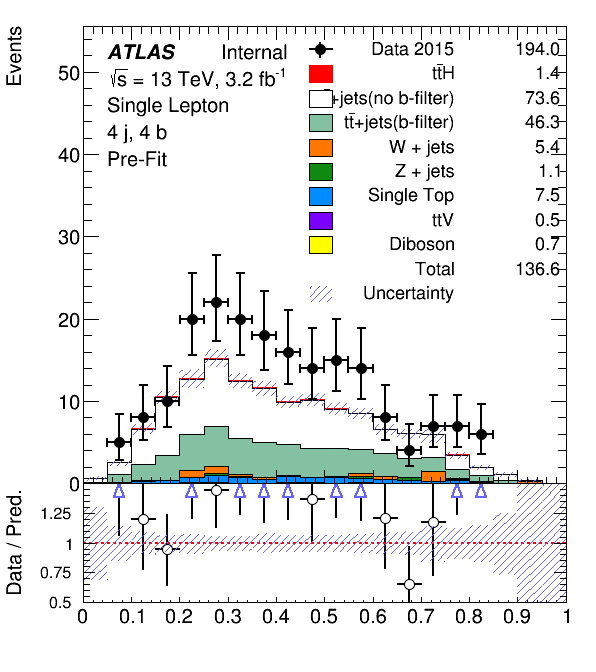 Events
ATLAS Internal
√s = 13 TeV, 3.2 fb⁻¹
Single Lepton
4 j, 4 b
Pre-Fit
Data 2015 194.0
tt̄H 1.4
+jets(no b-filter) 73.6
tt̄+jets(b-filter) 46.3
W + jets 5.4
Z + jets 1.1
Single Top 7.5
ttV 0.5
Diboson 0.7
Total 136.6
Uncertainty
50
40
30
20
10
0
Data / Pred.
1.25
1
0.75
0.5
0 0.1 0.2 0.3 0.4 0.5 0.6 0.7 0.8 0.9 1